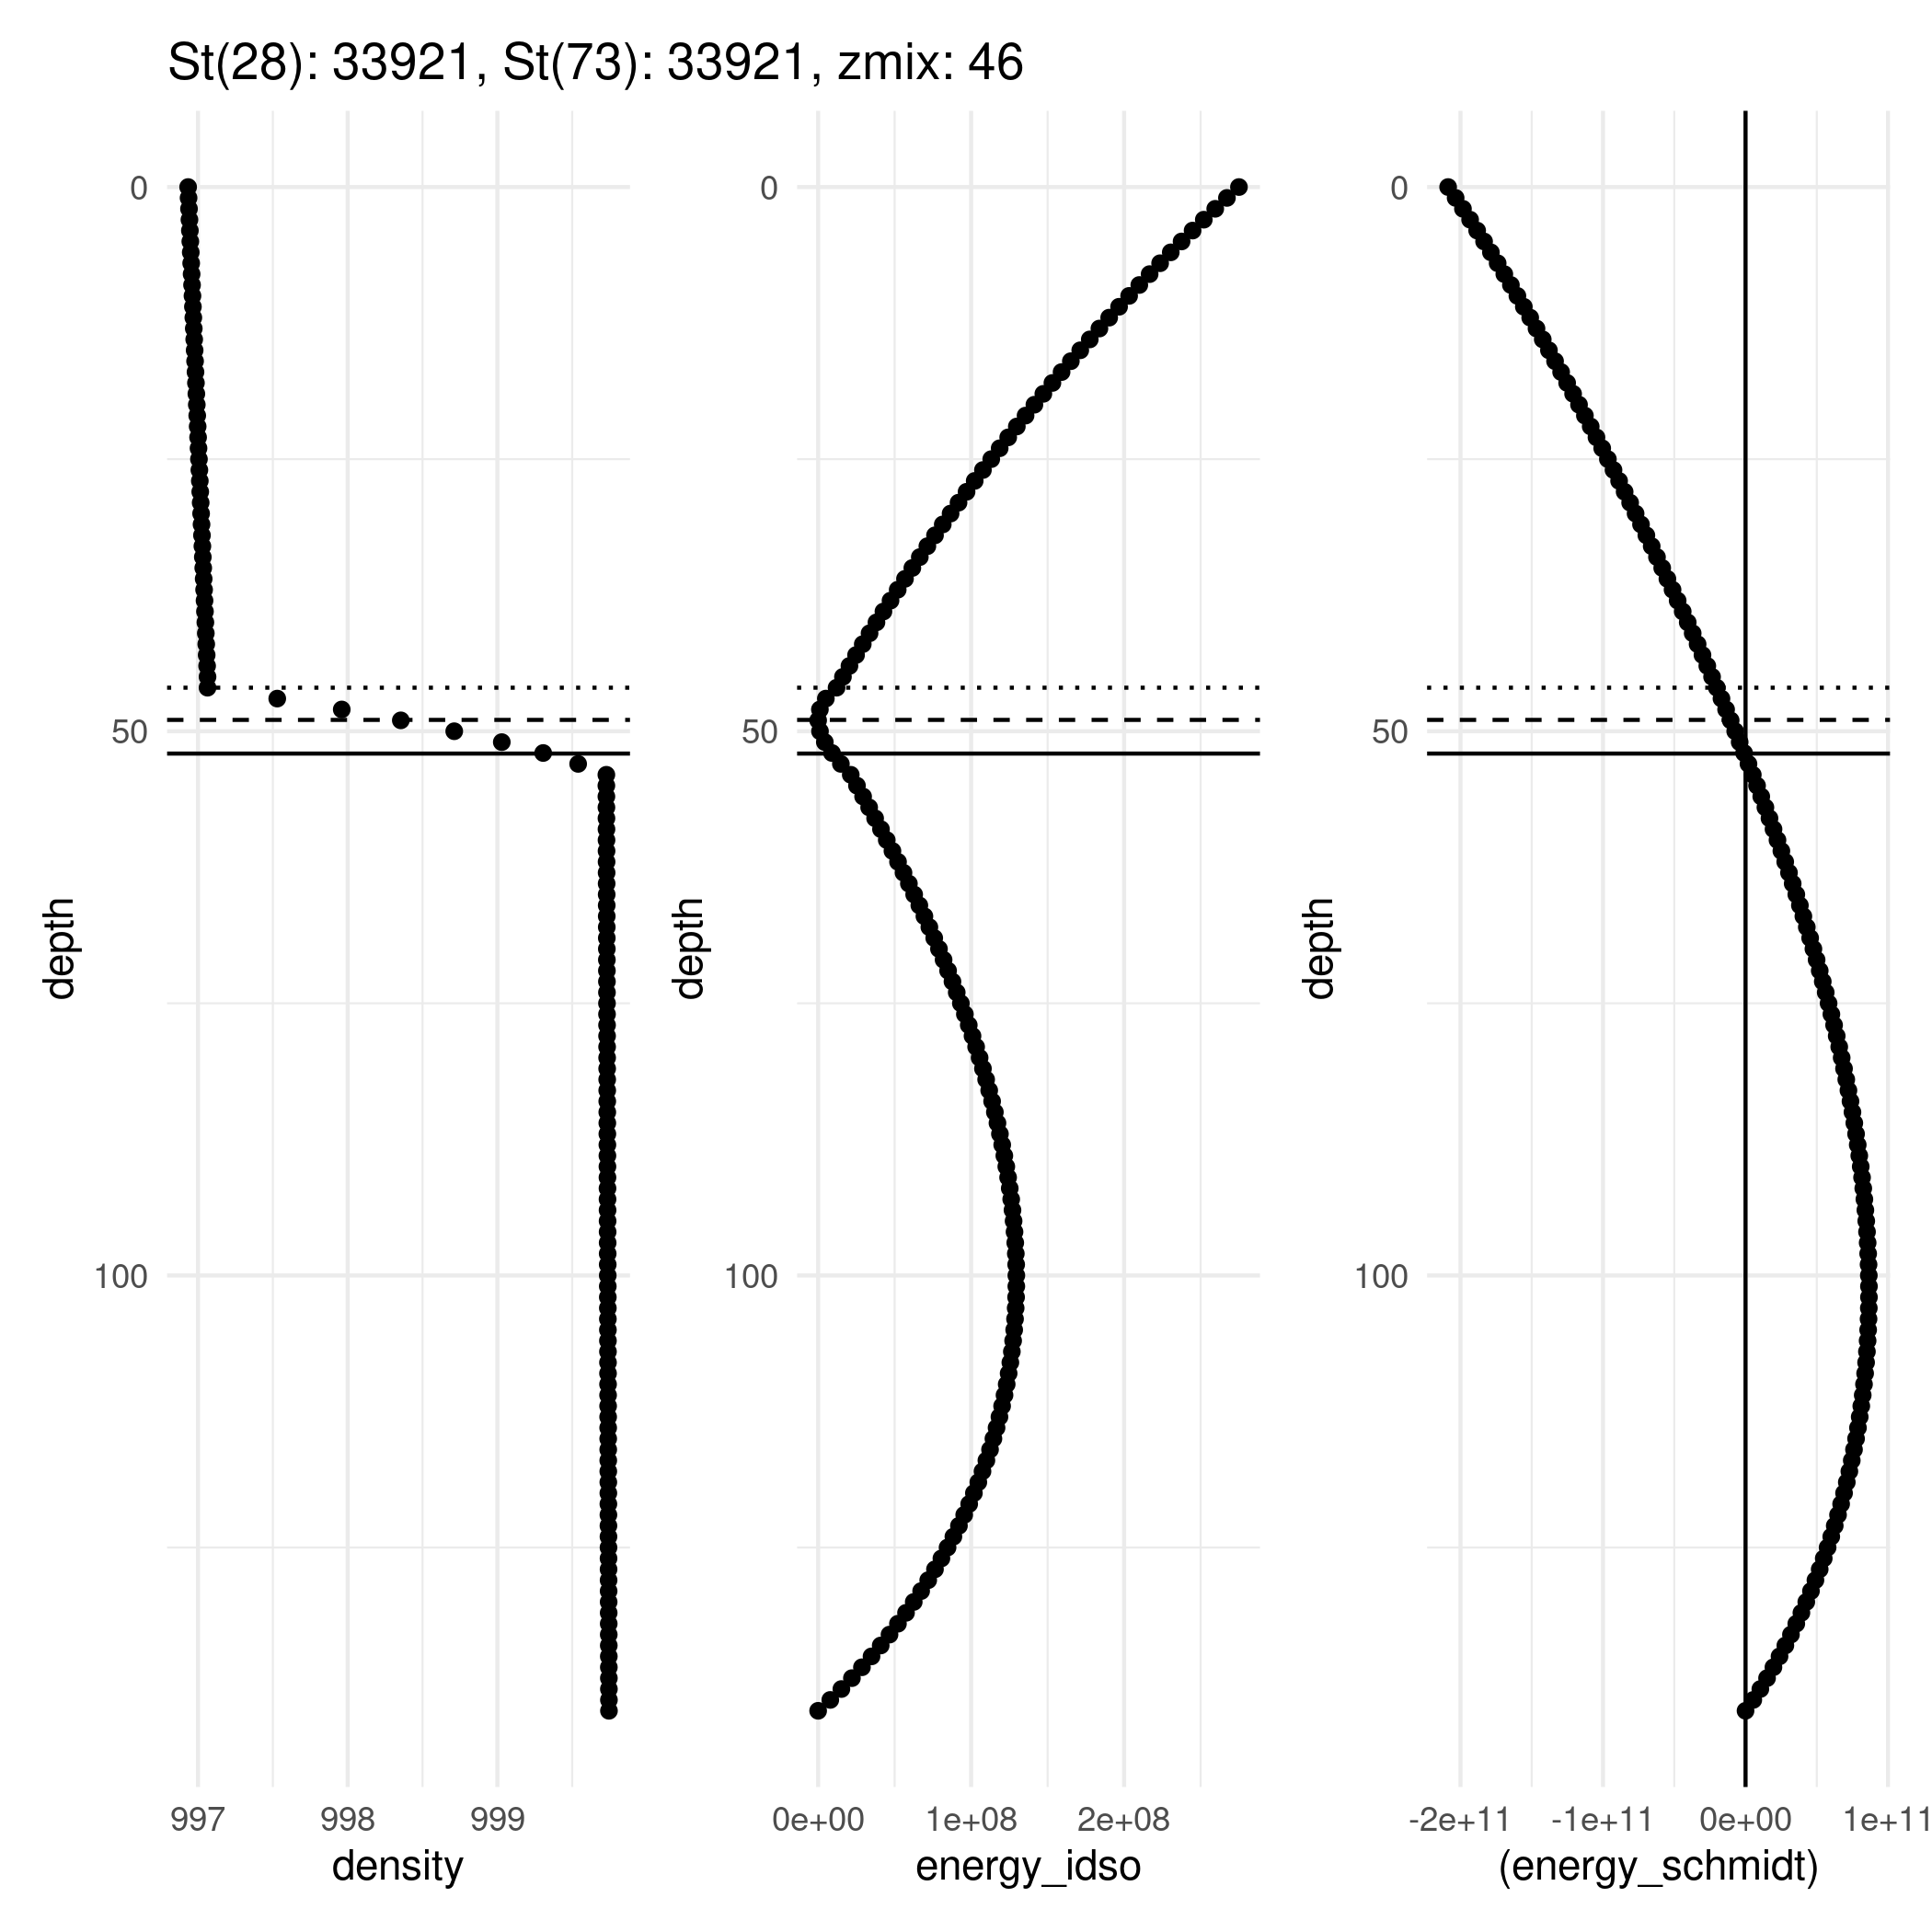 St(28): 33921, St(73): 33921, zmix: 46
0
50
100
depth
997
998
999
density
0
50
100
depth
0e+00
1e+08
2e+08
energy_idso
0
50
100
depth
-2e+11
-1e+11
0e+00
1e+11
(energy_schmidt)